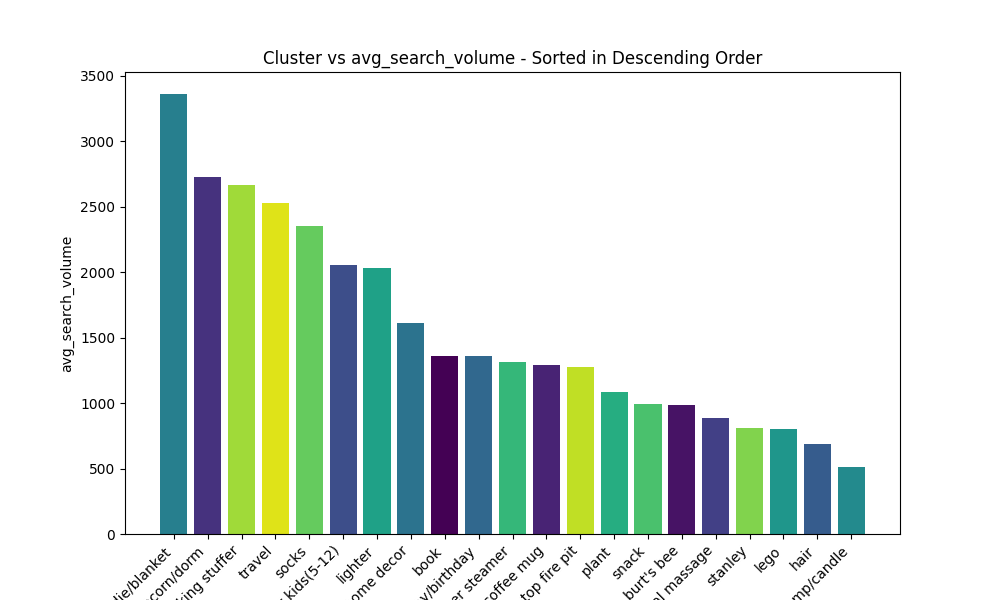 Cluster vs avg_search_volume - Sorted in Descending Order
avg_search_volume
3500
3000
2500
2000
1500
1000
500
0
die/blanket
corn/dorm
king stuffer
travel
socks
kids(5-12)
lighter
ome decor
book
y/birthday
er steamer
coffee mug
top fire pit
plant
snack
burt's bee
massage
stanley
lego
hair
mp/candle